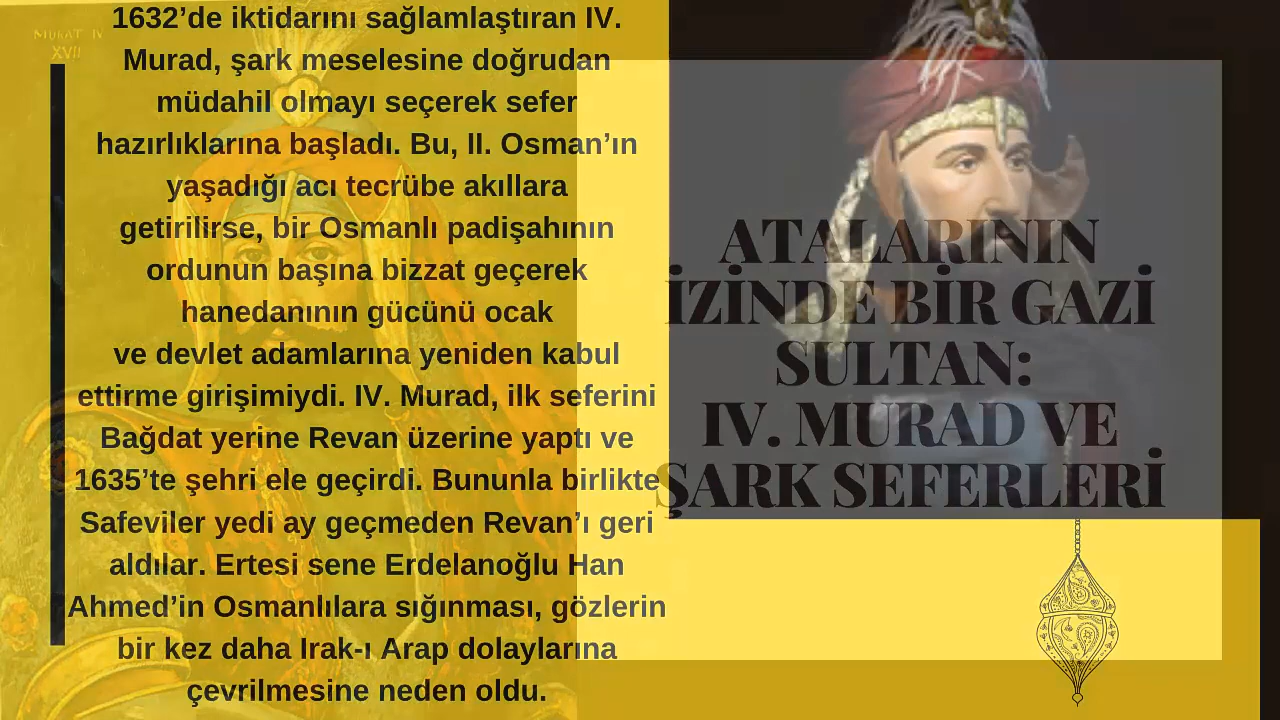 MURAT IV
XVII
1632’de iktidarını sağlamlaştıran IV.
Murad, şark meselesine doğrudan
müdahil olmayı seçerek sefer
hazırlıklarına başladı. Bu, II. Osman’ın
yaşadığı acı tecrübe akıllara
getirilirse, bir Osmanlı padişahının
ordunun başına bizzat geçerek
hanedanının gücünü ocak
ve devlet adamlarına yeniden kabul
ettirme girişimiydi. IV. Murad, ilk seferini
Bağdat yerine Revan üzerine yaptı ve
1635’te şehri ele geçirdi. Bununla birlikte
Safeviler yedi ay geçmeden Revan’ı geri
aldılar. Ertesi sene Erdelanoğlu Han
Ahmed’in Osmanlılara sığınması, gözlerin
bir kez daha Irak-ı Arap dolaylarına
çevrilmesine neden oldu.
ATALARININ
İZİNDE BİR GAZİ
SULTAN:
IV. MURAD VE
ŞARK SEFERLERİ